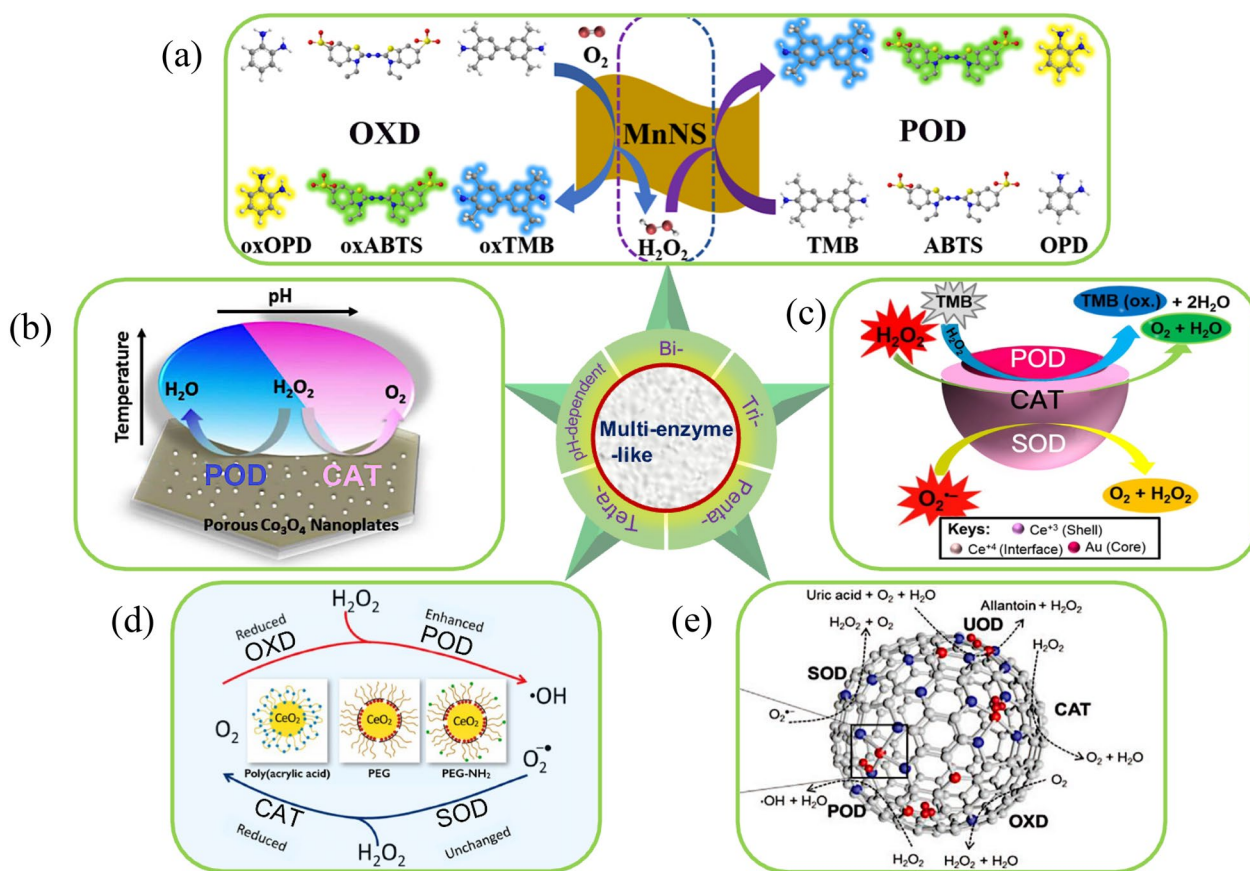 (a)
O₂
OXD
MnNS
POD
oxOPD
oxABTS
oxTMB
H₂O₂
TMB
ABTS
OPD
(b)
pH
Temperature
H₂O
H₂O₂
O₂
POD
CAT
Porous Co₃O₄ Nanoplates
Bi-
Tri-
Penta-
Tetra-
pH-dependent
Multi-enzyme
-like
(c)
TMB
TMB (ox.) + 2H₂O
H₂O₂
H₂O₂
O₂ + H₂O
POD
CAT
SOD
O₂•−
O₂ + H₂O₂
Keys:
Ce⁺³ (Shell)
Ce⁺⁴ (Interface)
Au (Core)
(d)
H₂O₂
Reduced
OXD
Enhanced
POD
•OH
O₂
CeO₂
CeO₂
CeO₂
Poly(acrylic acid)
PEG
PEG-NH₂
O₂−•
CAT
SOD
Reduced
H₂O₂
Unchanged
(e)
Uric acid + O₂ + H₂O
Allantoin + H₂O₂
H₂O₂ + O₂
UOD
H₂O₂
SOD
CAT
O₂•−
O₂ + H₂O
O₂
•OH + H₂O
POD
OXD
H₂O₂
H₂O₂ + H₂O